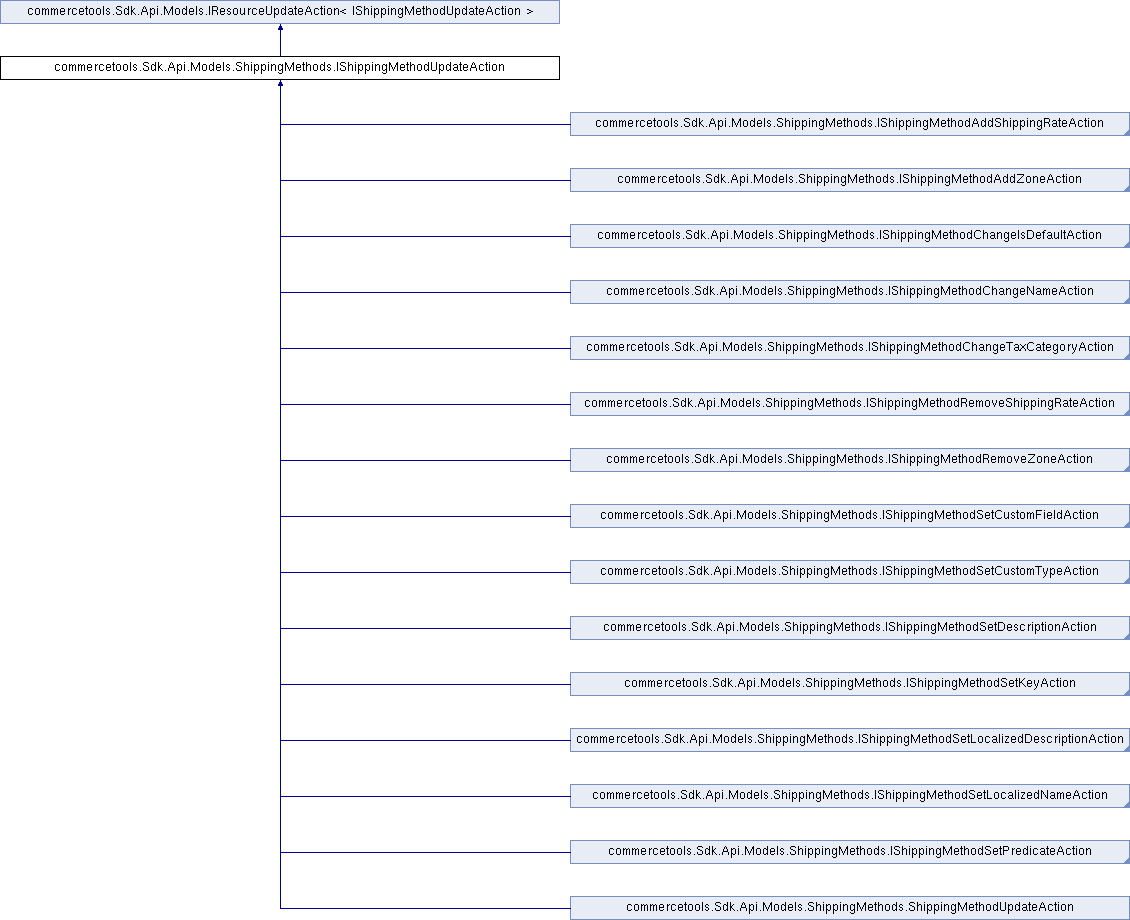 commercetools.Sdk.Api.Models.IResourceUpdateAction< IShippingMethodUpdateAction >
commercetools.Sdk.Api.Models.ShippingMethods.IShippingMethodUpdateAction
commercetools.Sdk.Api.Models.ShippingMethods.IShippingMethodAddShippingRateAction
commercetools.Sdk.Api.Models.ShippingMethods.IShippingMethodAddZoneAction
commercetools.Sdk.Api.Models.ShippingMethods.IShippingMethodChangeIsDefaultAction
commercetools.Sdk.Api.Models.ShippingMethods.IShippingMethodChangeNameAction
commercetools.Sdk.Api.Models.ShippingMethods.IShippingMethodChangeTaxCategoryAction
commercetools.Sdk.Api.Models.ShippingMethods.IShippingMethodRemoveShippingRateAction
commercetools.Sdk.Api.Models.ShippingMethods.IShippingMethodRemoveZoneAction
commercetools.Sdk.Api.Models.ShippingMethods.IShippingMethodSetCustomFieldAction
commercetools.Sdk.Api.Models.ShippingMethods.IShippingMethodSetCustomTypeAction
commercetools.Sdk.Api.Models.ShippingMethods.IShippingMethodSetDescriptionAction
commercetools.Sdk.Api.Models.ShippingMethods.IShippingMethodSetKeyAction
commercetools.Sdk.Api.Models.ShippingMethods.IShippingMethodSetLocalizedDescriptionAction
commercetools.Sdk.Api.Models.ShippingMethods.IShippingMethodSetLocalizedNameAction
commercetools.Sdk.Api.Models.ShippingMethods.IShippingMethodSetPredicateAction
commercetools.Sdk.Api.Models.ShippingMethods.ShippingMethodUpdateAction